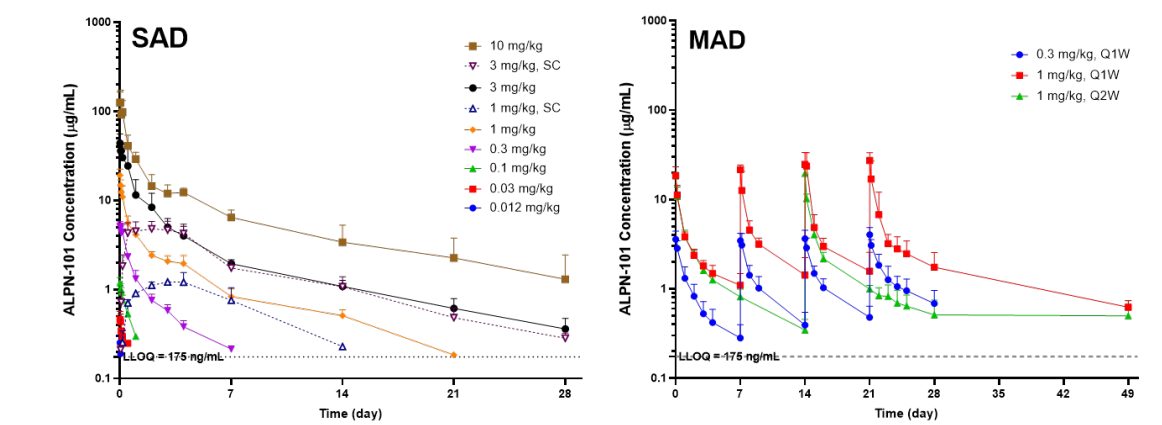 SAD
ALPN-101 Concentration (µg/mL)
1000
100
10
1
0.1
10 mg/kg
3 mg/kg, SC
3 mg/kg
1 mg/kg, SC
1 mg/kg
0.3 mg/kg
0.1 mg/kg
0.03 mg/kg
0.012 mg/kg
LLOQ = 175 ng/mL
0 7 14 21 28
Time (day)
MAD
ALPN-101 Concentration (µg/mL)
1000
100
10
1
0.1
0.3 mg/kg, Q1W
1 mg/kg, Q1W
1 mg/kg, Q2W
LLOQ = 175 ng/mL
0 7 14 21 28 35 42 49
Time (day)